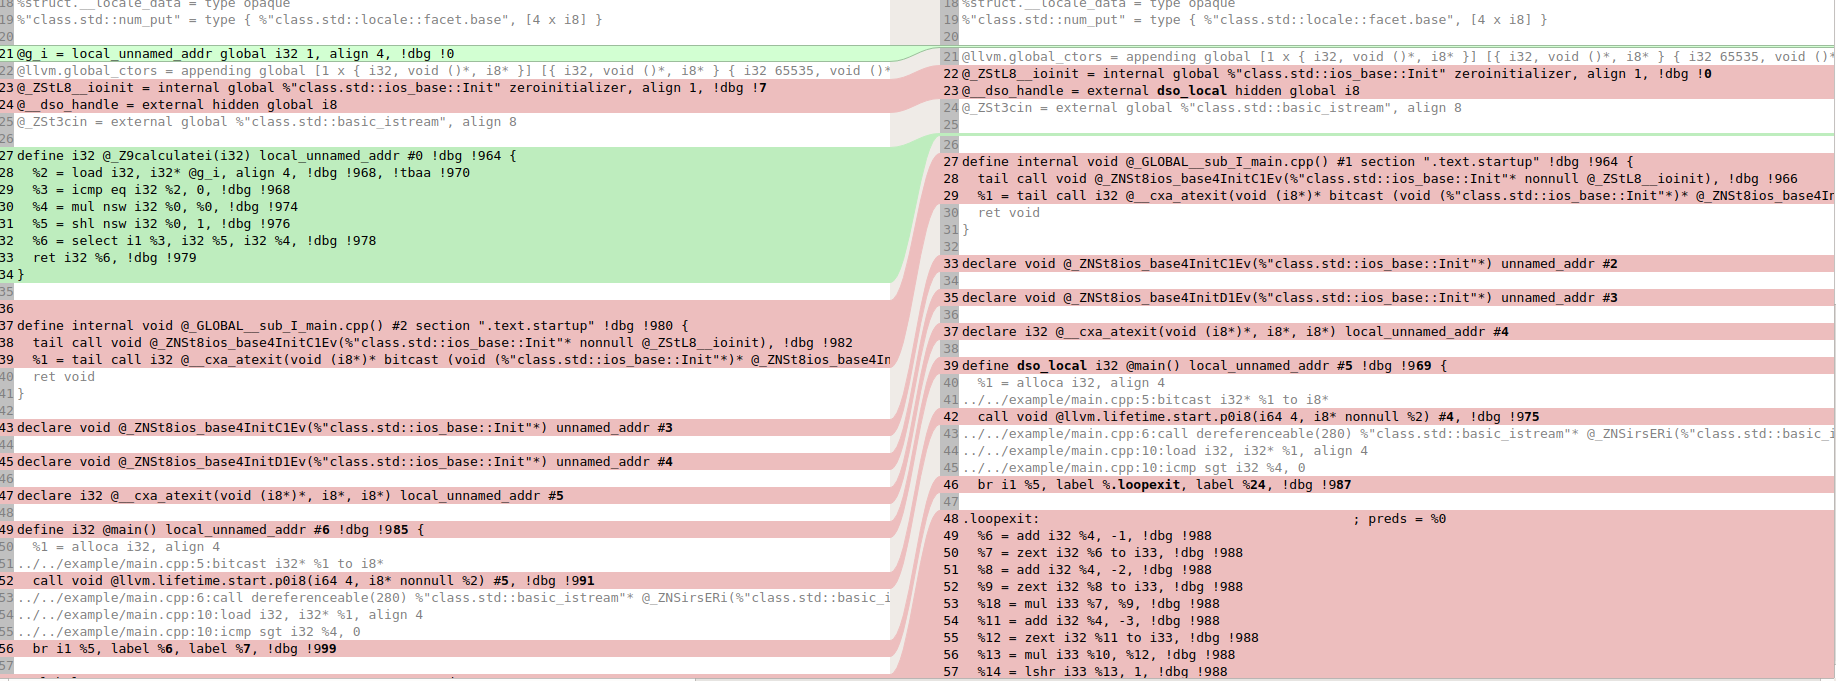 18 %struct.__locale_data = type opaque
19 %"class.std::num_put" = type { %"class.std::locale::facet.base", [4 x i8] }
20
21 @g_i = local_unnamed_addr global i32 1, align 4, !dbg !0
22 @llvm.global_ctors = appending global [1 x { i32, void ()*, i8* }] [{ i32, void ()*, i8* } { i32 65535, void ()*
23 @_ZStL8__ioinit = internal global %"class.std::ios_base::Init" zeroinitializer, align 1, !dbg !7
24 @__dso_handle = external hidden global i8
25 @_ZSt3cin = external global %"class.std::basic_istream", align 8
26
27 define i32 @_Z9calculatei(i32) local_unnamed_addr #0 !dbg !964 {
28   %2 = load i32, i32* @g_i, align 4, !dbg !968, !tbaa !970
29   %3 = icmp eq i32 %2, 0, !dbg !968
30   %4 = mul nsw i32 %0, %0, !dbg !974
31   %5 = shl nsw i32 %0, 1, !dbg !976
32   %6 = select i1 %3, i32 %5, i32 %4, !dbg !978
33   ret i32 %6, !dbg !979
34 }
35
36
37 define internal void @_GLOBAL__sub_I_main.cpp() #2 section ".text.startup" !dbg !980 {
38   tail call void @_ZNSt8ios_base4InitC1Ev(%"class.std::ios_base::Init"* nonnull @_ZStL8__ioinit), !dbg !982
39   %1 = tail call i32 @__cxa_atexit(void (i8*)* bitcast (void (%"class.std::ios_base::Init"*)* @_ZNSt8ios_base4In
40   ret void
41 }
42
43 declare void @_ZNSt8ios_base4InitC1Ev(%"class.std::ios_base::Init"*) unnamed_addr #3
44
45 declare void @_ZNSt8ios_base4InitD1Ev(%"class.std::ios_base::Init"*) unnamed_addr #4
46
47 declare i32 @__cxa_atexit(void (i8*)*, i8*, i8*) local_unnamed_addr #5
48
49 define i32 @main() local_unnamed_addr #6 !dbg !985 {
50   %1 = alloca i32, align 4
51 ../../example/main.cpp:5:bitcast i32* %1 to i8*
52   call void @llvm.lifetime.start.p0i8(i64 4, i8* nonnull %2) #5, !dbg !991
53 ../../example/main.cpp:6:call dereferenceable(280) %"class.std::basic_istream"* @_ZNSirsERi(%"class.std::basic_i
54 ../../example/main.cpp:10:load i32, i32* %1, align 4
55 ../../example/main.cpp:10:icmp sgt i32 %4, 0
56   br i1 %5, label %6, label %7, !dbg !999
57
18 %struct.__locale_data = type opaque
19 %"class.std::num_put" = type { %"class.std::locale::facet.base", [4 x i8] }
20
21 @llvm.global_ctors = appending global [1 x { i32, void ()*, i8* }] [{ i32, void ()*, i8* } { i32 65535, void ()*
22 @_ZStL8__ioinit = internal global %"class.std::ios_base::Init" zeroinitializer, align 1, !dbg !0
23 @__dso_handle = external dso_local hidden global i8
24 @_ZSt3cin = external global %"class.std::basic_istream", align 8
25
26
27 define internal void @_GLOBAL__sub_I_main.cpp() #1 section ".text.startup" !dbg !964 {
28   tail call void @_ZNSt8ios_base4InitC1Ev(%"class.std::ios_base::Init"* nonnull @_ZStL8__ioinit), !dbg !966
29   %1 = tail call i32 @__cxa_atexit(void (i8*)* bitcast (void (%"class.std::ios_base::Init"*)* @_ZNSt8ios_base4In
30   ret void
31 }
32
33 declare void @_ZNSt8ios_base4InitC1Ev(%"class.std::ios_base::Init"*) unnamed_addr #2
34
35 declare void @_ZNSt8ios_base4InitD1Ev(%"class.std::ios_base::Init"*) unnamed_addr #3
36
37 declare i32 @__cxa_atexit(void (i8*)*, i8*, i8*) local_unnamed_addr #4
38
39 define dso_local i32 @main() local_unnamed_addr #5 !dbg !969 {
40   %1 = alloca i32, align 4
41 ../../example/main.cpp:5:bitcast i32* %1 to i8*
42   call void @llvm.lifetime.start.p0i8(i64 4, i8* nonnull %2) #4, !dbg !975
43 ../../example/main.cpp:6:call dereferenceable(280) %"class.std::basic_istream"* @_ZNSirsERi(%"class.std::basic_i
44 ../../example/main.cpp:10:load i32, i32* %1, align 4
45 ../../example/main.cpp:10:icmp sgt i32 %4, 0
46   br i1 %5, label %.loopexit, label %24, !dbg !987
47
48 .loopexit:                                        ; preds = %0
49   %6 = add i32 %4, -1, !dbg !988
50   %7 = zext i32 %6 to i33, !dbg !988
51   %8 = add i32 %4, -2, !dbg !988
52   %9 = zext i32 %8 to i33, !dbg !988
53   %18 = mul i33 %7, %9, !dbg !988
54   %11 = add i32 %4, -3, !dbg !988
55   %12 = zext i32 %11 to i33, !dbg !988
56   %13 = mul i33 %10, %12, !dbg !988
57   %14 = lshr i33 %13, 1, !dbg !988